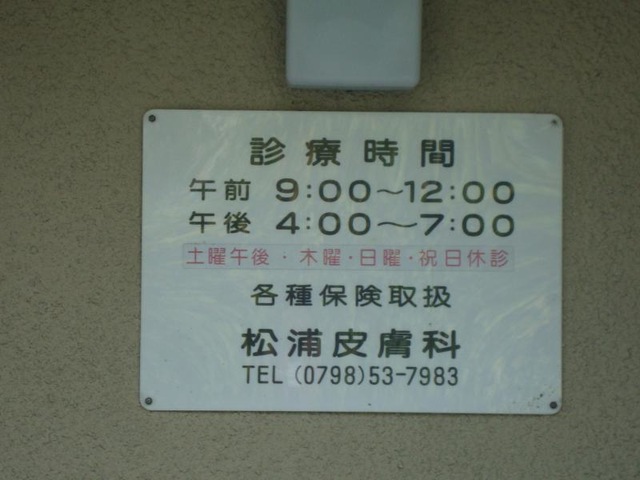 診療時間
午前 9:00～12:00
午後 4:00～7:00
土曜午後・木曜・日曜・祝日休診
各種保険取扱
松浦皮膚科
TEL (0798)53-7983